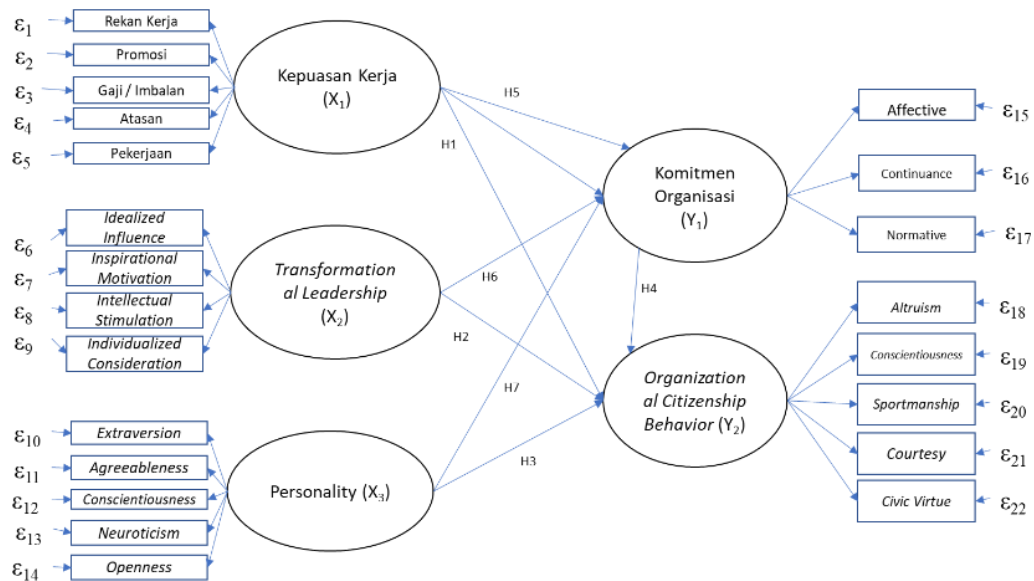 ε1
Rekan Kerja
ε2
Promosi
ε3
Gaji / Imbalan
ε4
Atasan
ε5
Pekerjaan
Kepuasan Kerja
(X1)
ε6
Idealized
Influence
ε7
Inspirational
Motivation
ε8
Intellectual
Stimulation
ε9
Individualized
Consideration
Transformation
al Leadership
(X2)
ε10
Extraversion
ε11
Agreeableness
ε12
Conscientiousness
ε13
Neuroticism
ε14
Openness
Personality (X3)
H5
H1
H6
H2
H7
H3
H4
Komitmen
Organisasi
(Y1)
Organization
al Citizenship
Behavior (Y2)
Affective
ε15
Continuance
ε16
Normative
ε17
Altruism
ε18
Conscientiousness
ε19
Sportmanship
ε20
Courtesy
ε21
Civic Virtue
ε22